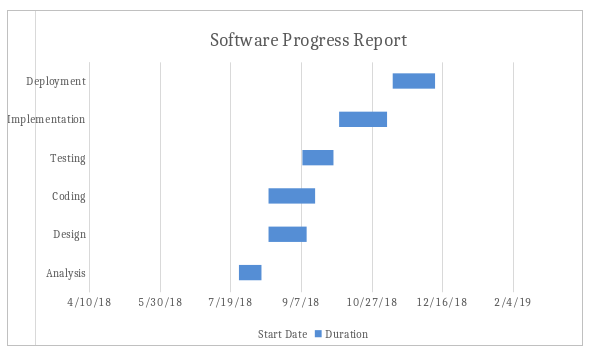 Software Progress Report
Deployment
Implementation
Testing
Coding
Design
Analysis
4/10/18 5/30/18 7/19/18 9/7/18 10/27/18 12/16/18 2/4/19
Start Date Duration